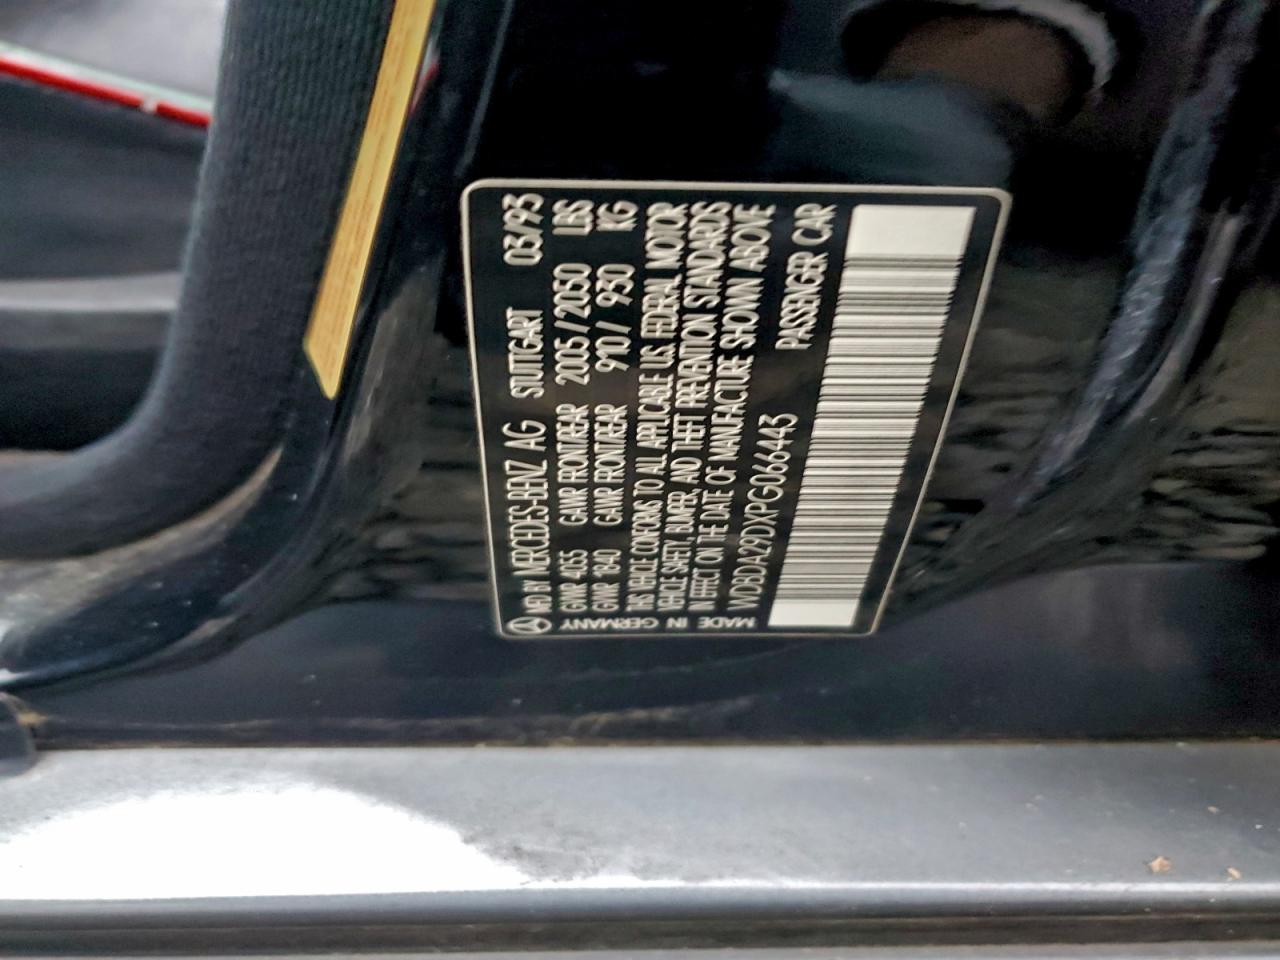 MFD BY MERCEDES-BENZ AG STUTTGART 03/93
GVWR 4055 GAWR FRONT/REAR 2005 / 2050 LBS
GVWR 1840 GAWR FRONT/REAR 910 / 930 KG
THIS VEHICLE CONFORMS TO ALL APPLICABLE U.S. FEDERAL MOTOR
VEHICLE SAFETY, BUMPER, AND THEFT PREVENTION STANDARDS
IN EFFECT ON THE DATE OF MANUFACTURE SHOWN ABOVE
WDBDA29DXPG066443 PASSENGER CAR
MADE IN GERMANY